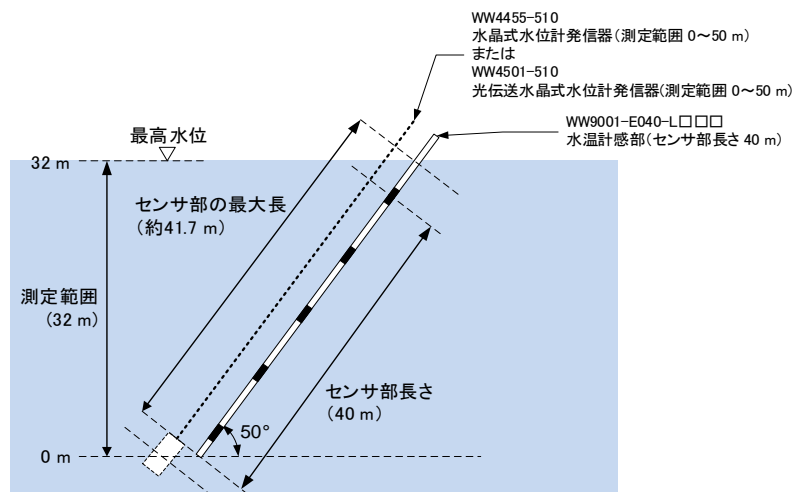 WW4455-510
水晶式水位計発信器(測定範囲 0~50 m)
または
WW4501-510
光伝送水晶式水位計発信器(測定範囲 0~50 m)
WW9001-E040-L□□□
水温計感部(センサ部長さ 40 m)
最高水位
32 m
センサ部の最大長
(約41.7 m)
測定範囲
(32 m)
センサ部長さ
(40 m)
50°
0 m